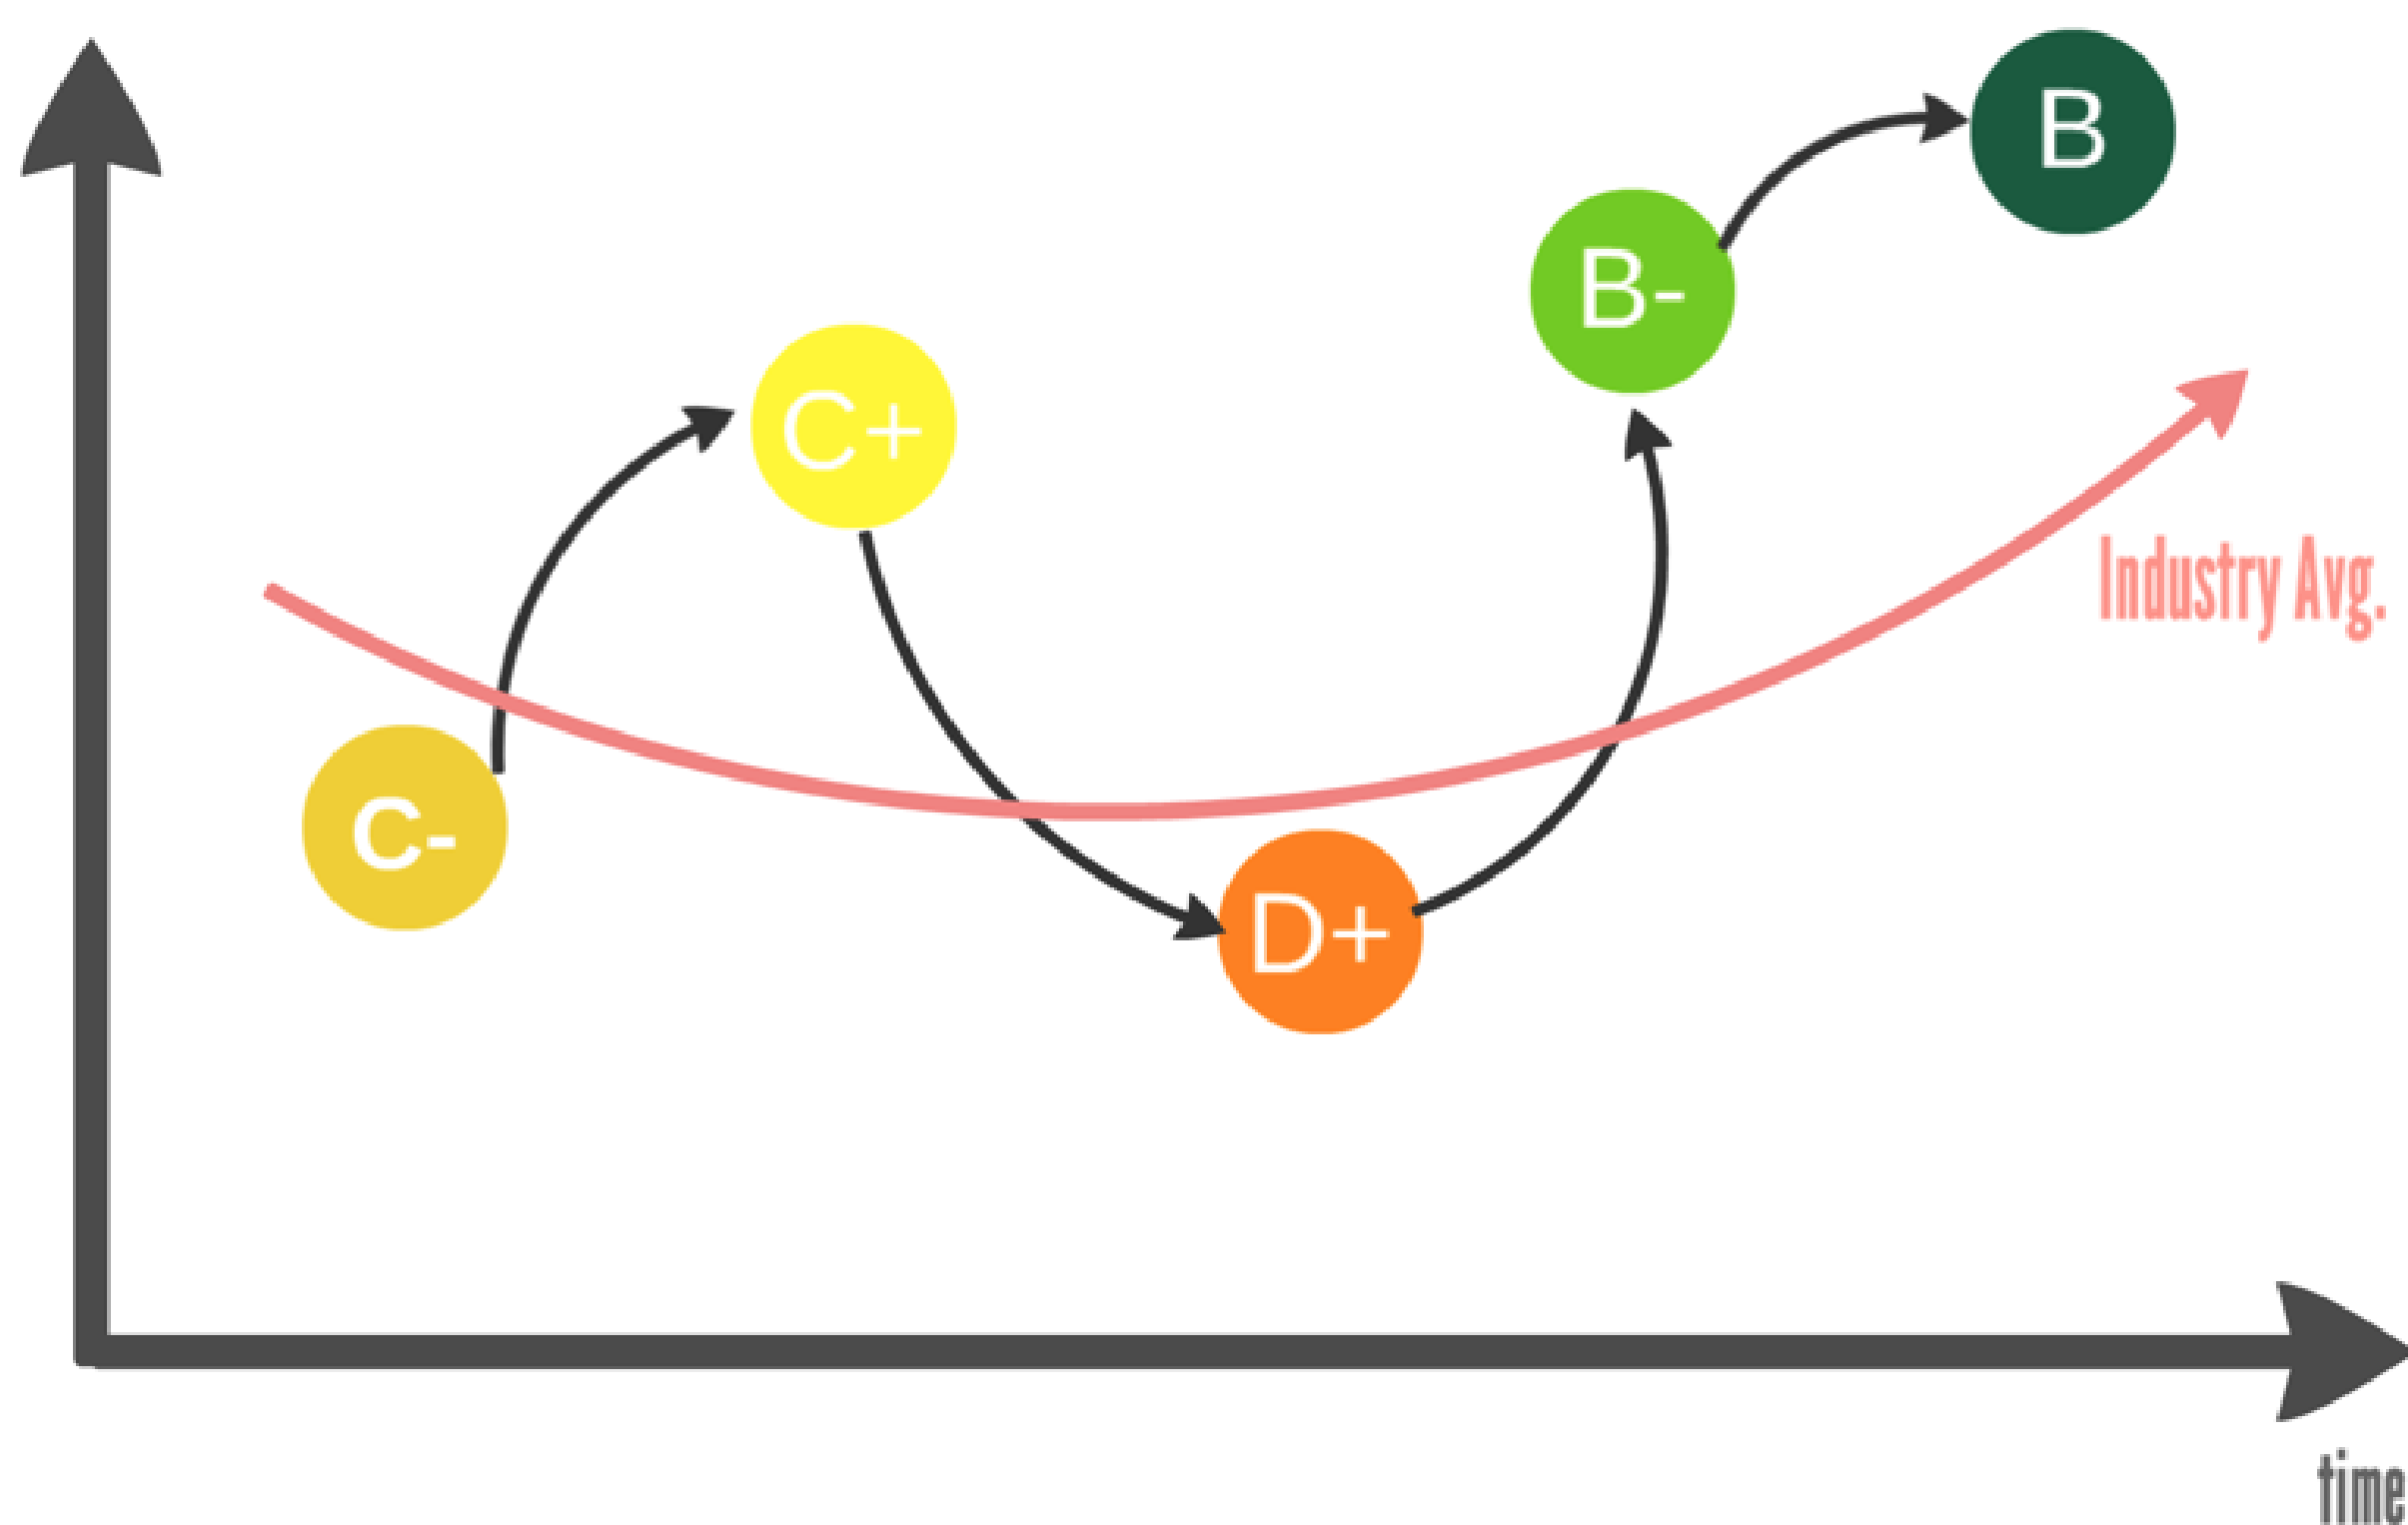 B
B-
C+
Industry Avg.
C-
D+
time